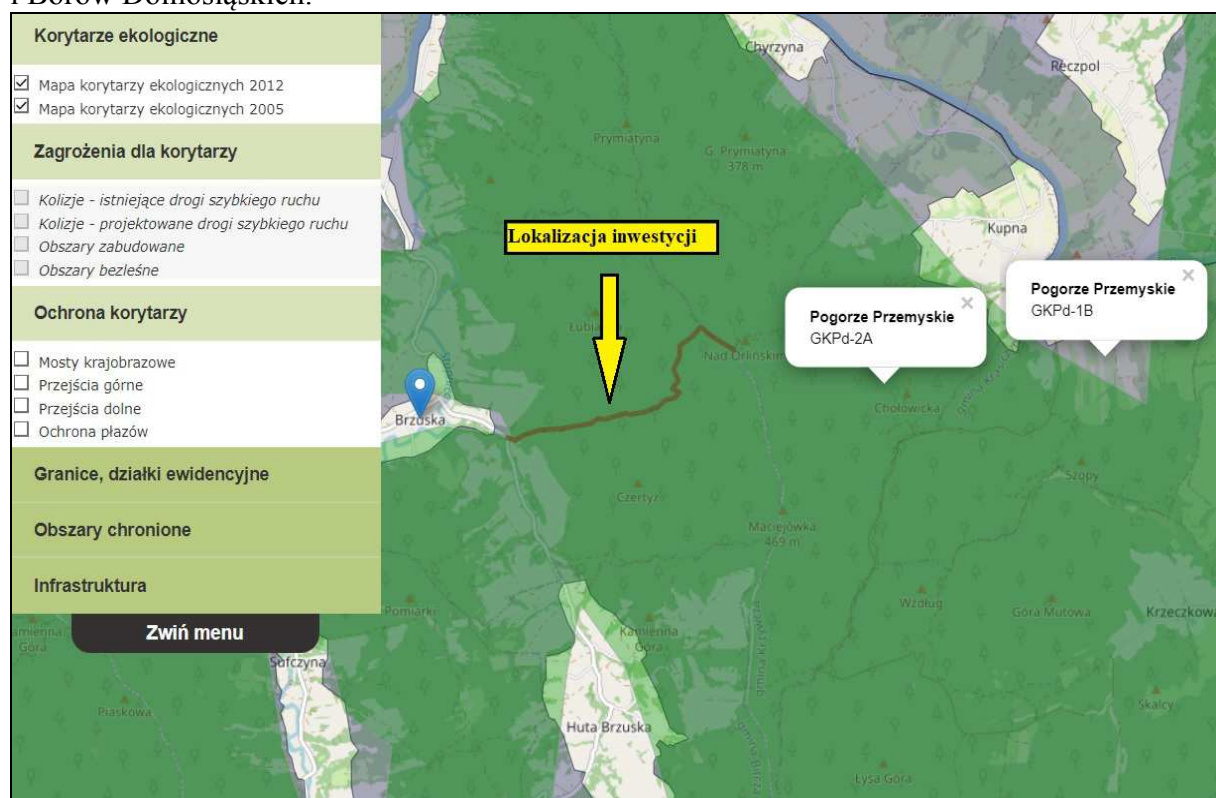 i Borów Dolnośląskich.
Korytarze ekologiczne
Mapa korytarzy ekologicznych 2012
Mapa korytarzy ekologicznych 2005
Zagrożenia dla korytarzy
Kolizje - istniejące drogi szybkiego ruchu
Kolizje - projektowane drogi szybkiego ruchu
Obszary zabudowane
Obszary bezleśne
Ochrona korytarzy
Mosty krajobrazowe
Przejścia górne
Przejścia dolne
Ochrona płazów
Granice, działki ewidencyjne
Obszary chronione
Infrastruktura
Zwiń menu
Chyrzyna
Reczpol
Prymiatyna
G. Prymiatyna
378 m
Lokalizacja inwestycji
Kupna
Pogorze Przemyskie
GKPd-2A
Pogorze Przemyskie
GKPd-1B
Nad Orlińskim
Brzuska
Chołowicka
Szopy
Czertyż
Maciejówka
469 m
Pomiarki
Kamienna
Góra
Wzdług
Góra Mutowa
Krzeczkowa
Sufczyna
Piaskowa
Huta Brzuska
Skalcy
Łysa Góra